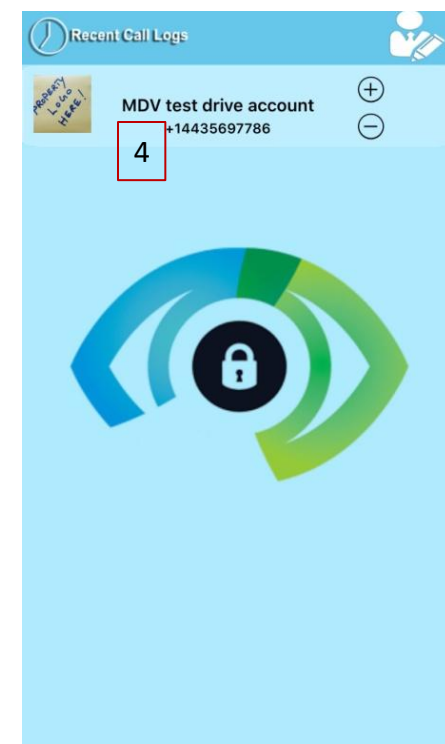 Recent Call Logs
PROPERTY
LOGO
HERE!
MDV test drive account
+14435697786
4